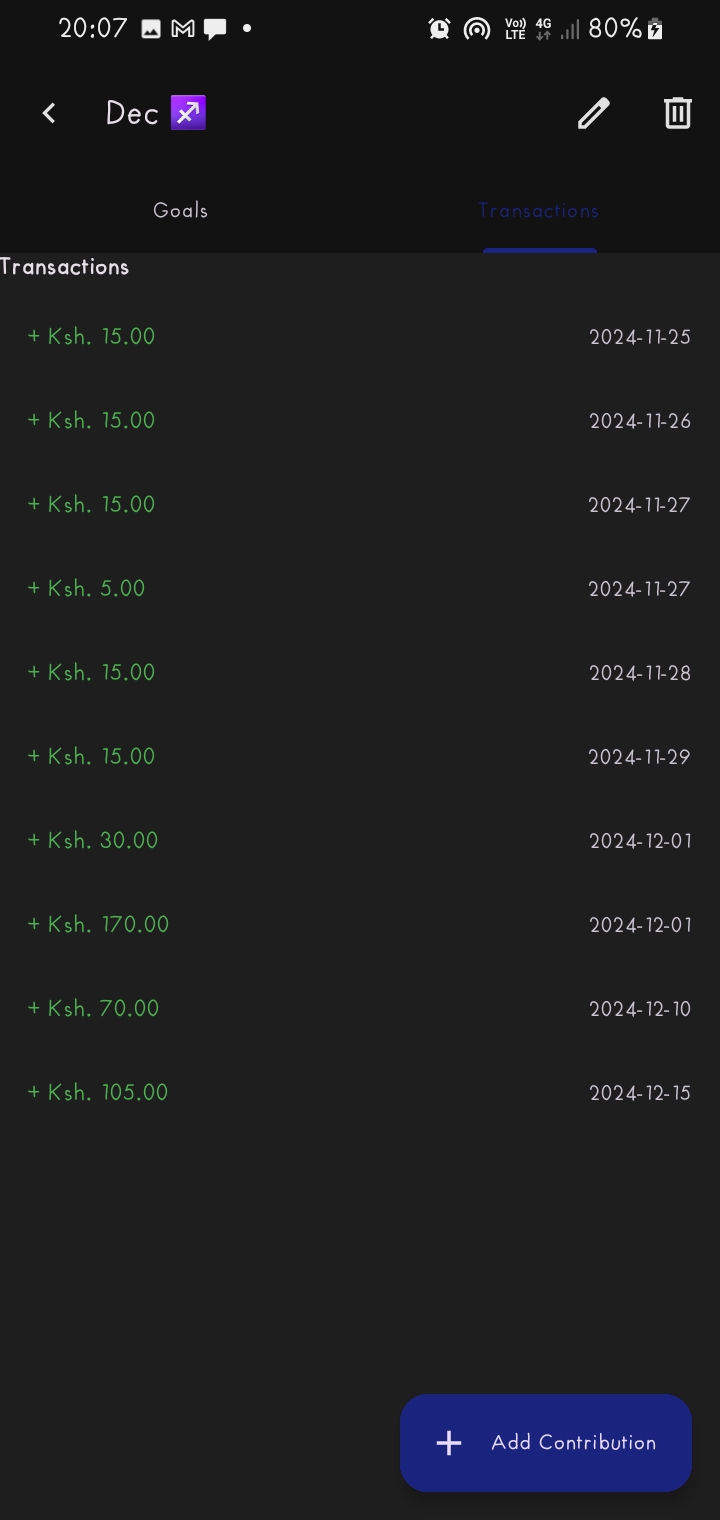 20:07 Vo)) LTE 4G 80%
Dec ♐
Goals Transactions
Transactions
+ Ksh. 15.00 2024-11-25
+ Ksh. 15.00 2024-11-26
+ Ksh. 15.00 2024-11-27
+ Ksh. 5.00 2024-11-27
+ Ksh. 15.00 2024-11-28
+ Ksh. 15.00 2024-11-29
+ Ksh. 30.00 2024-12-01
+ Ksh. 170.00 2024-12-01
+ Ksh. 70.00 2024-12-10
+ Ksh. 105.00 2024-12-15
+ Add Contribution